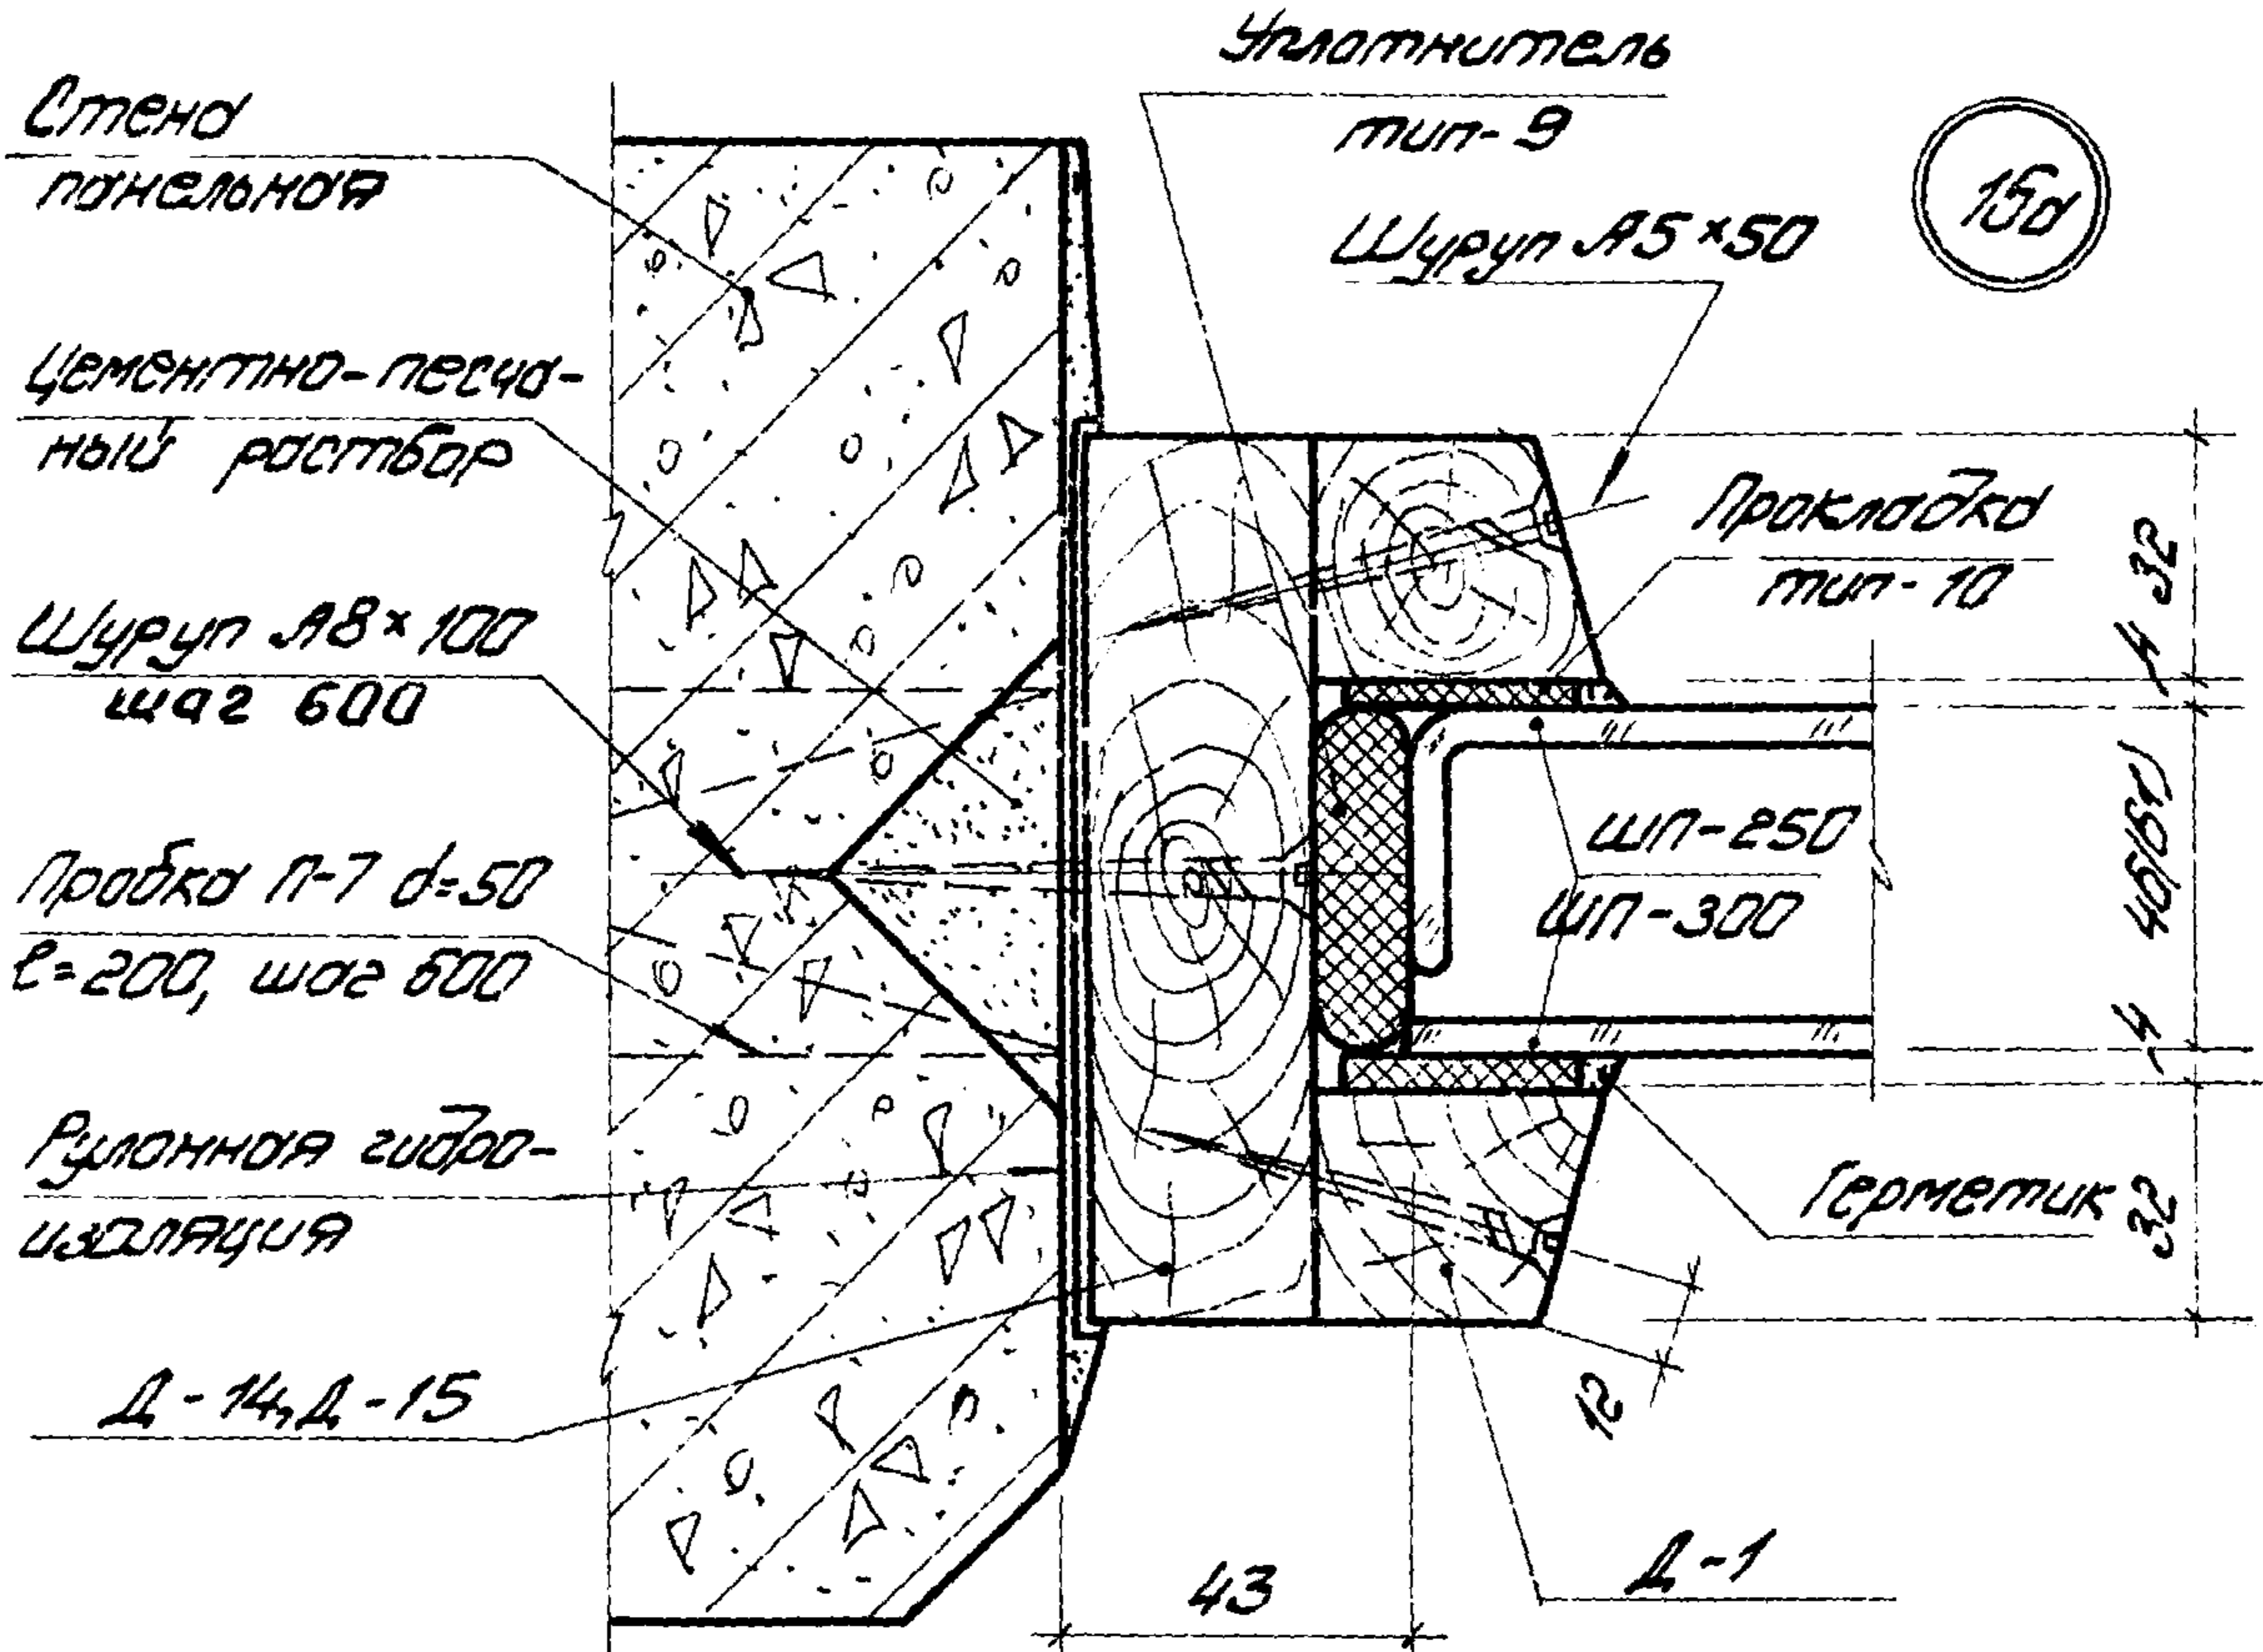 Уплотнитель
тип-9
15а
Стена
панельная
Шуруп А5×50
Цементно-песча-
ный раствор
Прокладка
тип-10
Шуруп А8×100
шаг 600
32
4
шп-250
шп-300
Пробка П-7 d=50
ℓ=200, шаг 600
4
Рулонная гидро-
изоляция
Герметик
32
Д-14, Д-15
12
43
Д-1